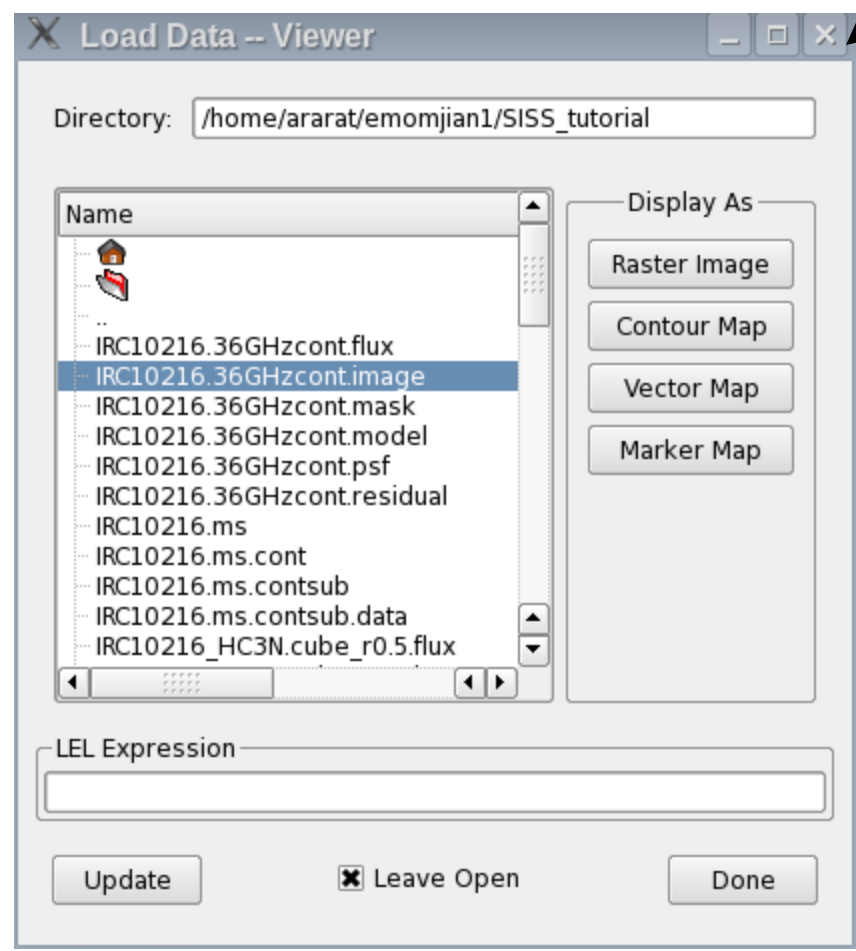 Load Data -- Viewer
Directory: /home/ararat/emomjian1/SISS_tutorial
Name
..
IRC10216.36GHzcont.flux
IRC10216.36GHzcont.image
IRC10216.36GHzcont.mask
IRC10216.36GHzcont.model
IRC10216.36GHzcont.psf
IRC10216.36GHzcont.residual
IRC10216.ms
IRC10216.ms.cont
IRC10216.ms.contsub
IRC10216.ms.contsub.data
IRC10216_HC3N.cube_r0.5.flux
Display As
Raster Image
Contour Map
Vector Map
Marker Map
LEL Expression
Update
Leave Open
Done